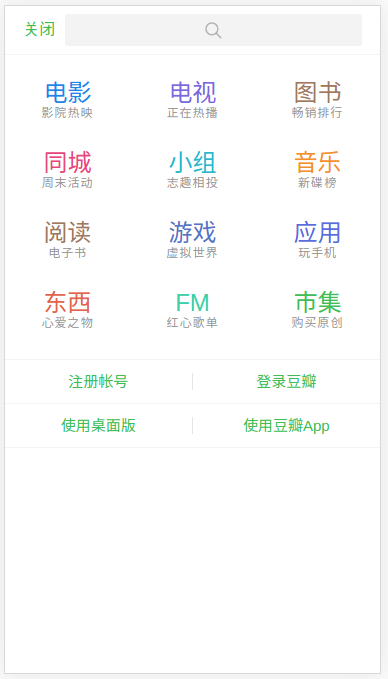 关闭
电影 电视 图书
影院热映 正在热播 畅销排行
同城 小组 音乐
周末活动 志趣相投 新碟榜
阅读 游戏 应用
电子书 虚拟世界 玩手机
东西 FM 市集
心爱之物 红心歌单 购买原创
注册帐号 登录豆瓣
使用桌面版 使用豆瓣App